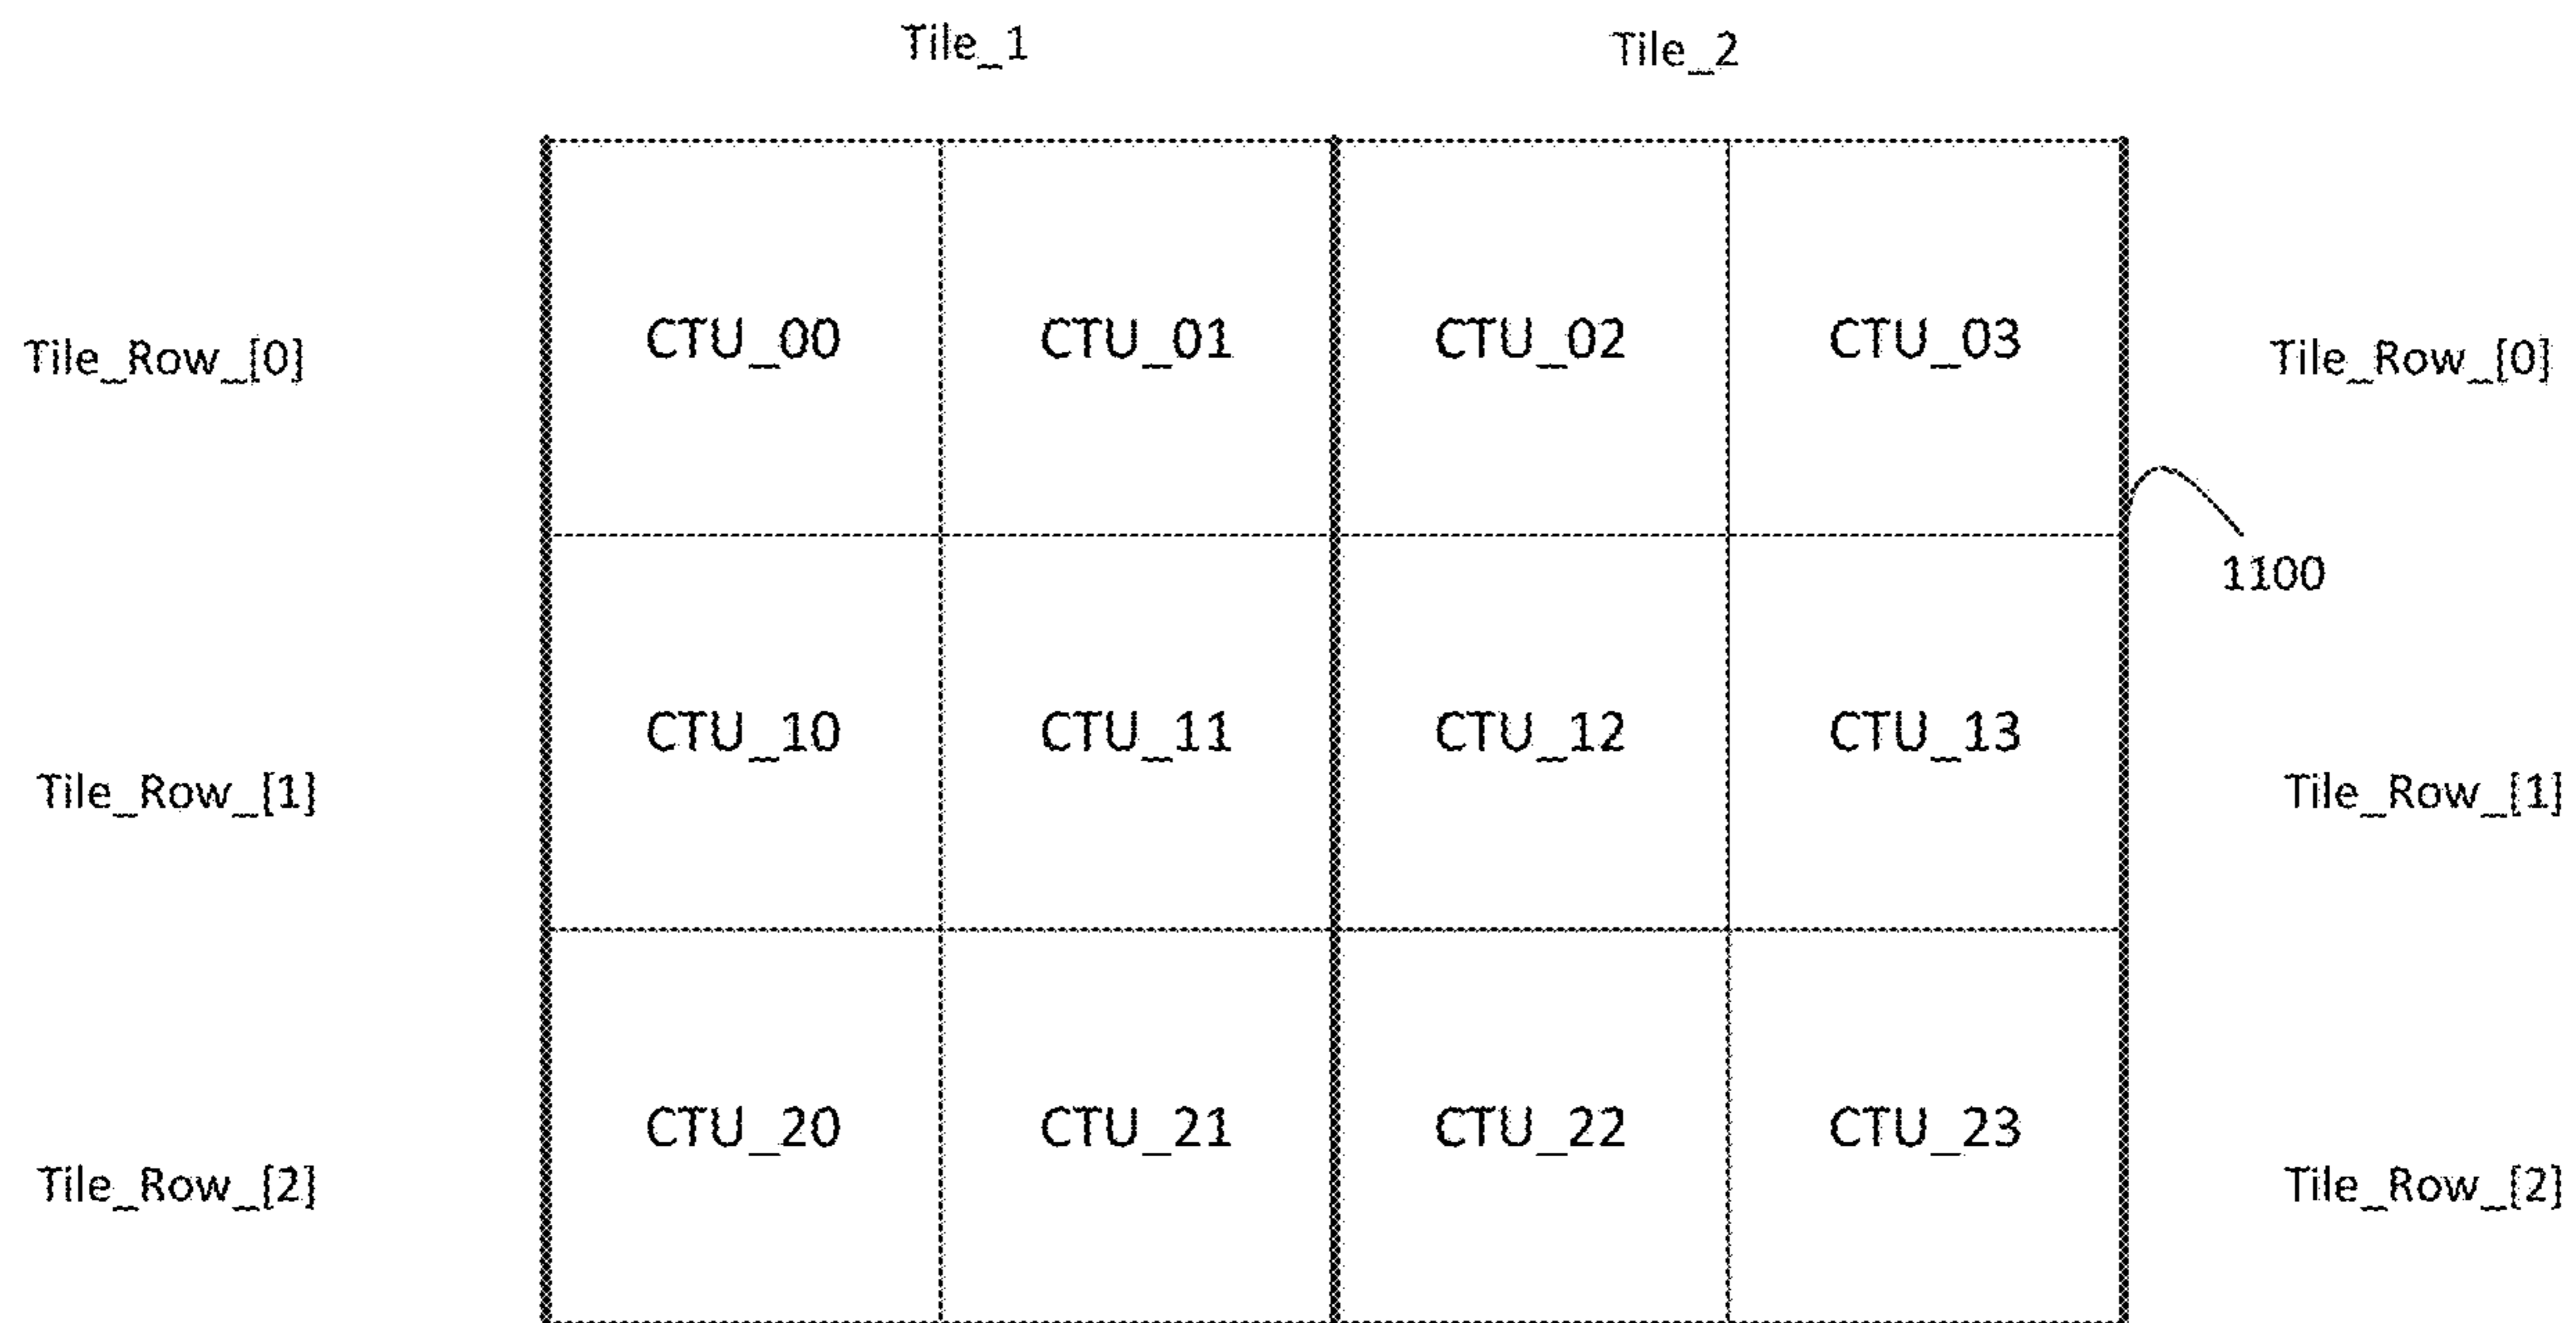 Tile_1 Tile_2
Tile_Row_[0] CTU_00 CTU_01 CTU_02 CTU_03 Tile_Row_[0]
1100
Tile_Row_[1] CTU_10 CTU_11 CTU_12 CTU_13 Tile_Row_[1]
Tile_Row_[2] CTU_20 CTU_21 CTU_22 CTU_23 Tile_Row_[2]